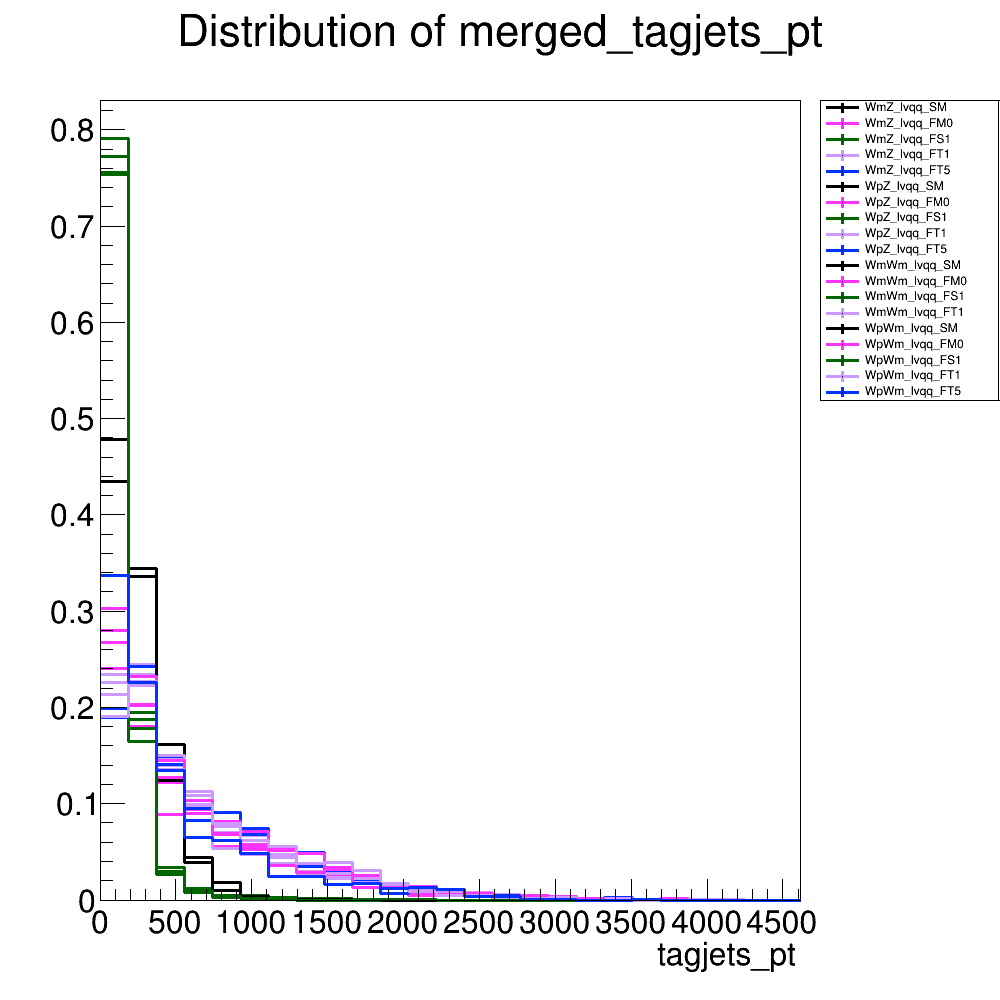 Distribution of merged_tagjets_pt
WmZ_lvqq_SM
WmZ_lvqq_FM0
WmZ_lvqq_FS1
WmZ_lvqq_FT1
WmZ_lvqq_FT5
WpZ_lvqq_SM
WpZ_lvqq_FM0
WpZ_lvqq_FS1
WpZ_lvqq_FT1
WpZ_lvqq_FT5
WmWm_lvqq_SM
WmWm_lvqq_FM0
WmWm_lvqq_FS1
WmWm_lvqq_FT1
WpWm_lvqq_SM
WpWm_lvqq_FM0
WpWm_lvqq_FS1
WpWm_lvqq_FT1
WpWm_lvqq_FT5
0.8
0.7
0.6
0.5
0.4
0.3
0.2
0.1
0
0 500 1000 1500 2000 2500 3000 3500 4000 4500
tagjets_pt